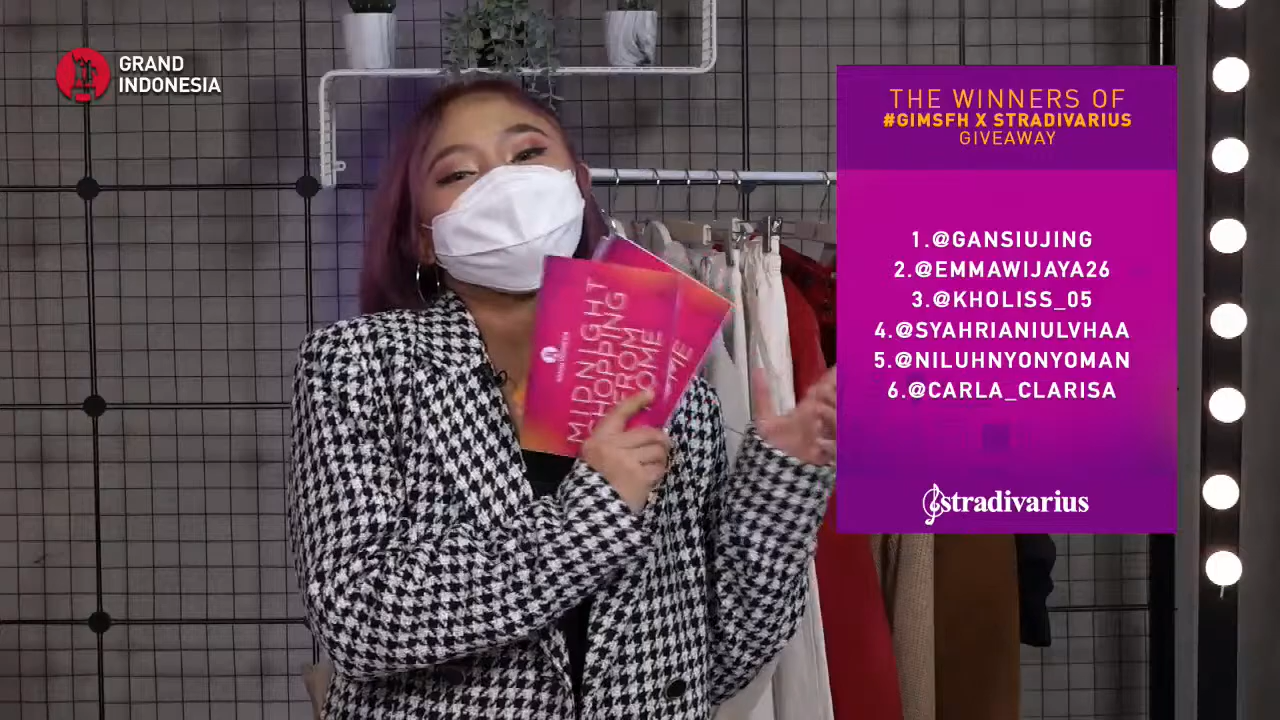 GRAND
INDONESIA
THE WINNERS OF
#GIMSFH X STRADIVARIUS
GIVEAWAY
1.@GANSIUJING
2.@EMMAWIJAYA26
3.@KHOLISS_05
4.@SYAHRIANIULVHAA
5.@NILUHNYONYOMAN
6.@CARLA_CLARISA
stradivarius
MIDNIGHT
SHOPPING
FROM
HOME